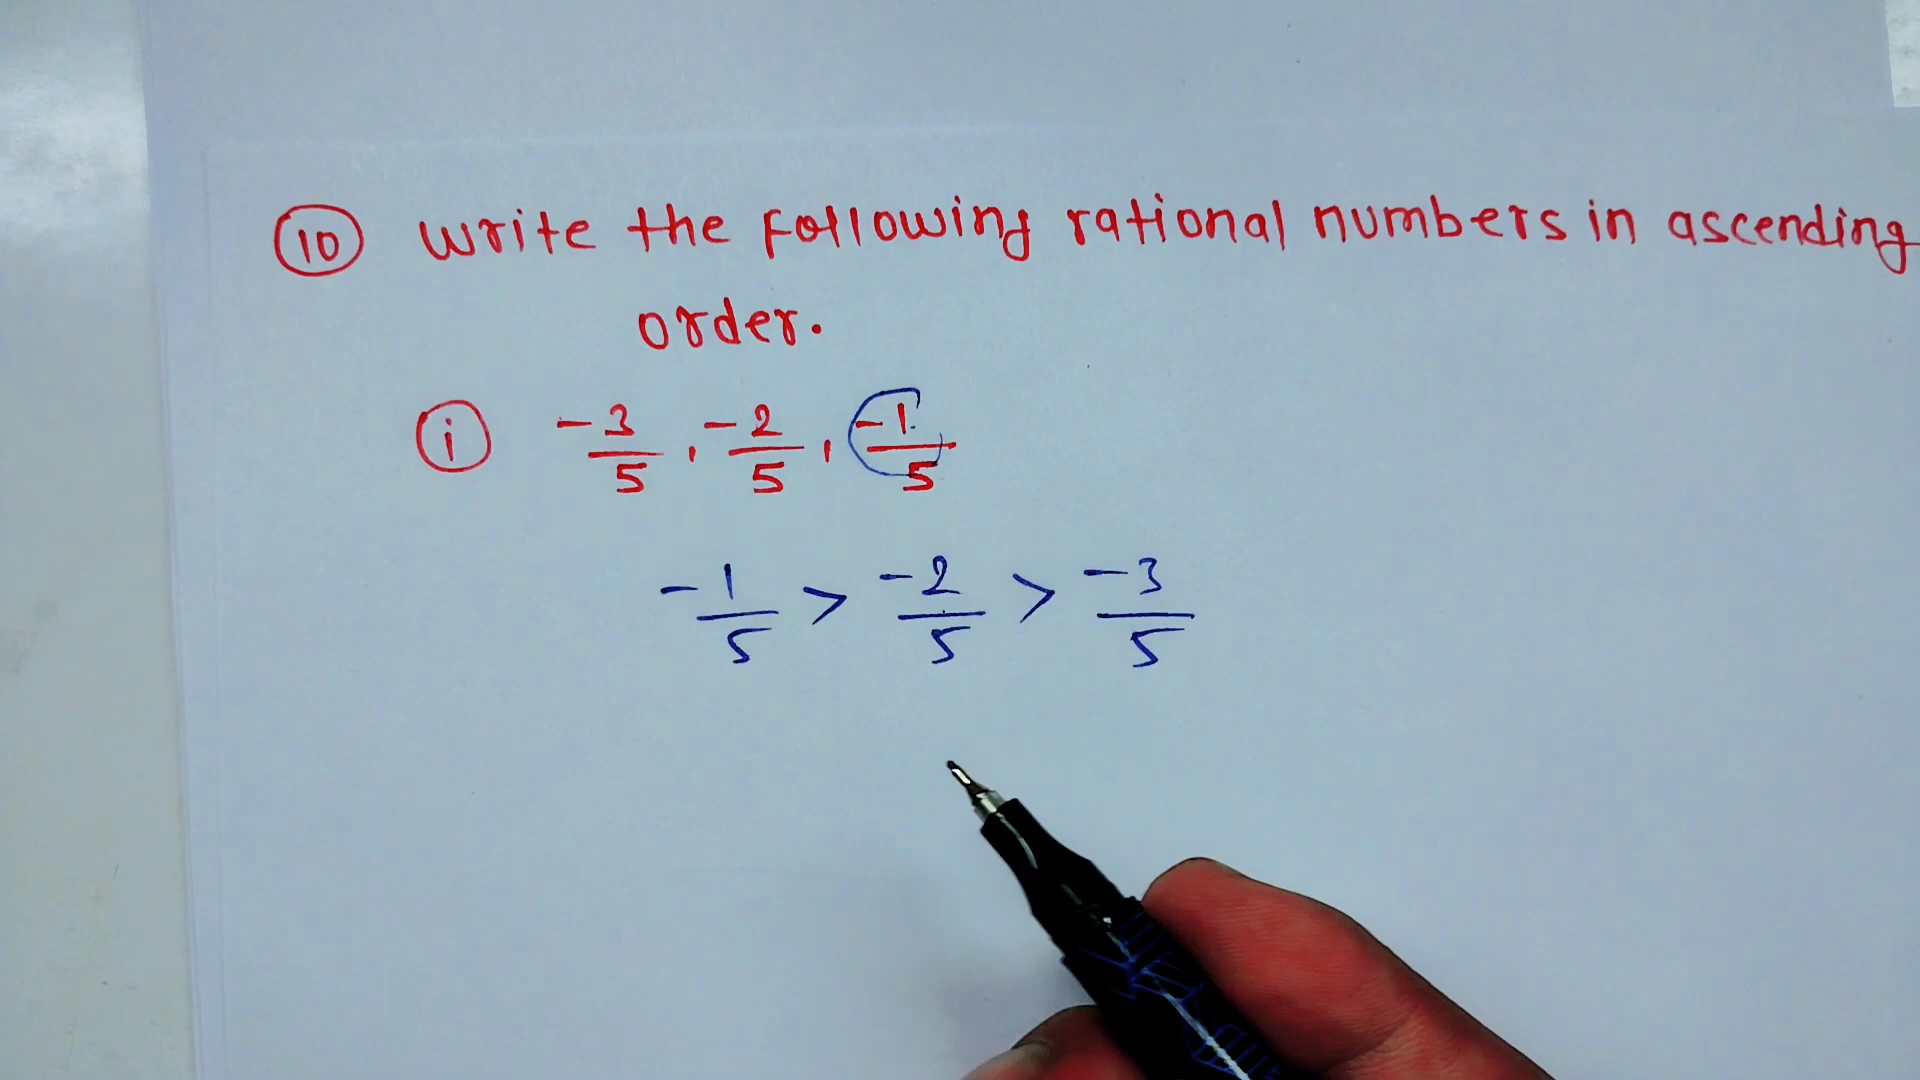 10 Write the Following rational numbers in ascending
order.
i -3/5, -2/5, -1/5
-1/5 > -2/5 > -3/5